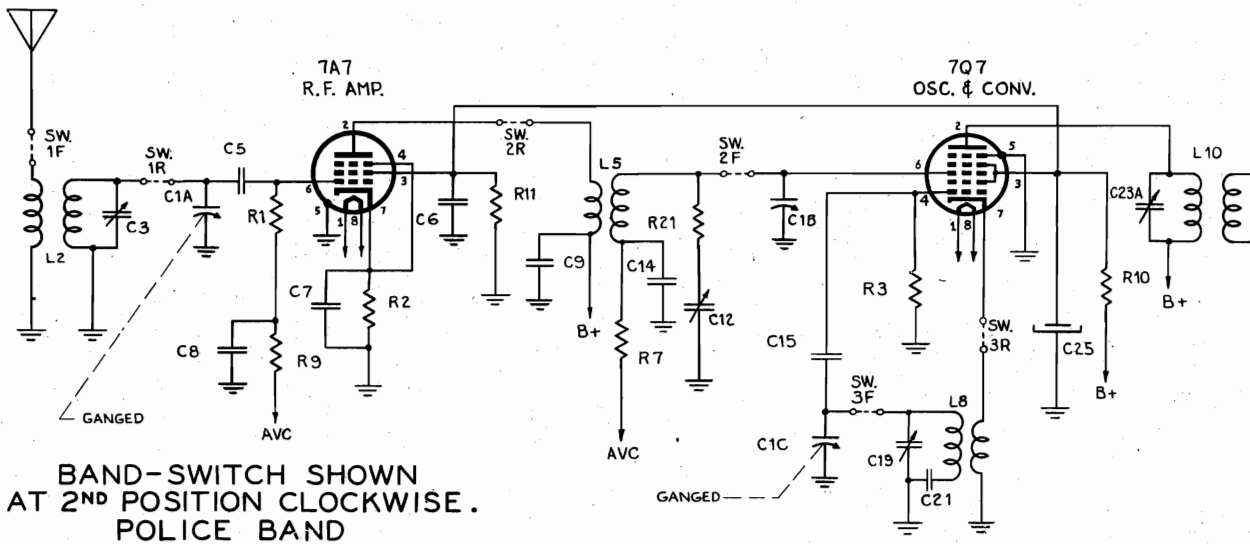 7A7
R.F. AMP.
7Q7
OSC. & CONV.
SW.
1F
SW.
1R
C5
C1A
C3
L2
R1
6
5
1
8
7
2
4
3
C7
R2
C8
R9
AVC
GANGED
C6
R11
SW.
2R
L5
C9
B+
C14
R21
C12
R7
AVC
SW.
2F
C1B
6
4
1
8
7
2
5
3
R3
C15
SW.
3F
C1C
C19
C21
L8
SW.
3R
GANGED
C25
R10
B+
C23A
L10
B+
BAND-SWITCH SHOWN
AT 2ND POSITION CLOCKWISE.
POLICE BAND